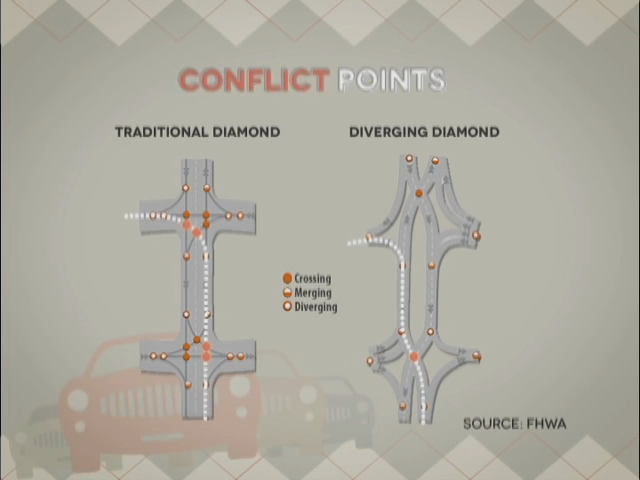 CONFLICT POINTS
TRADITIONAL DIAMOND
DIVERGING DIAMOND
Crossing
Merging
Diverging
SOURCE: FHWA